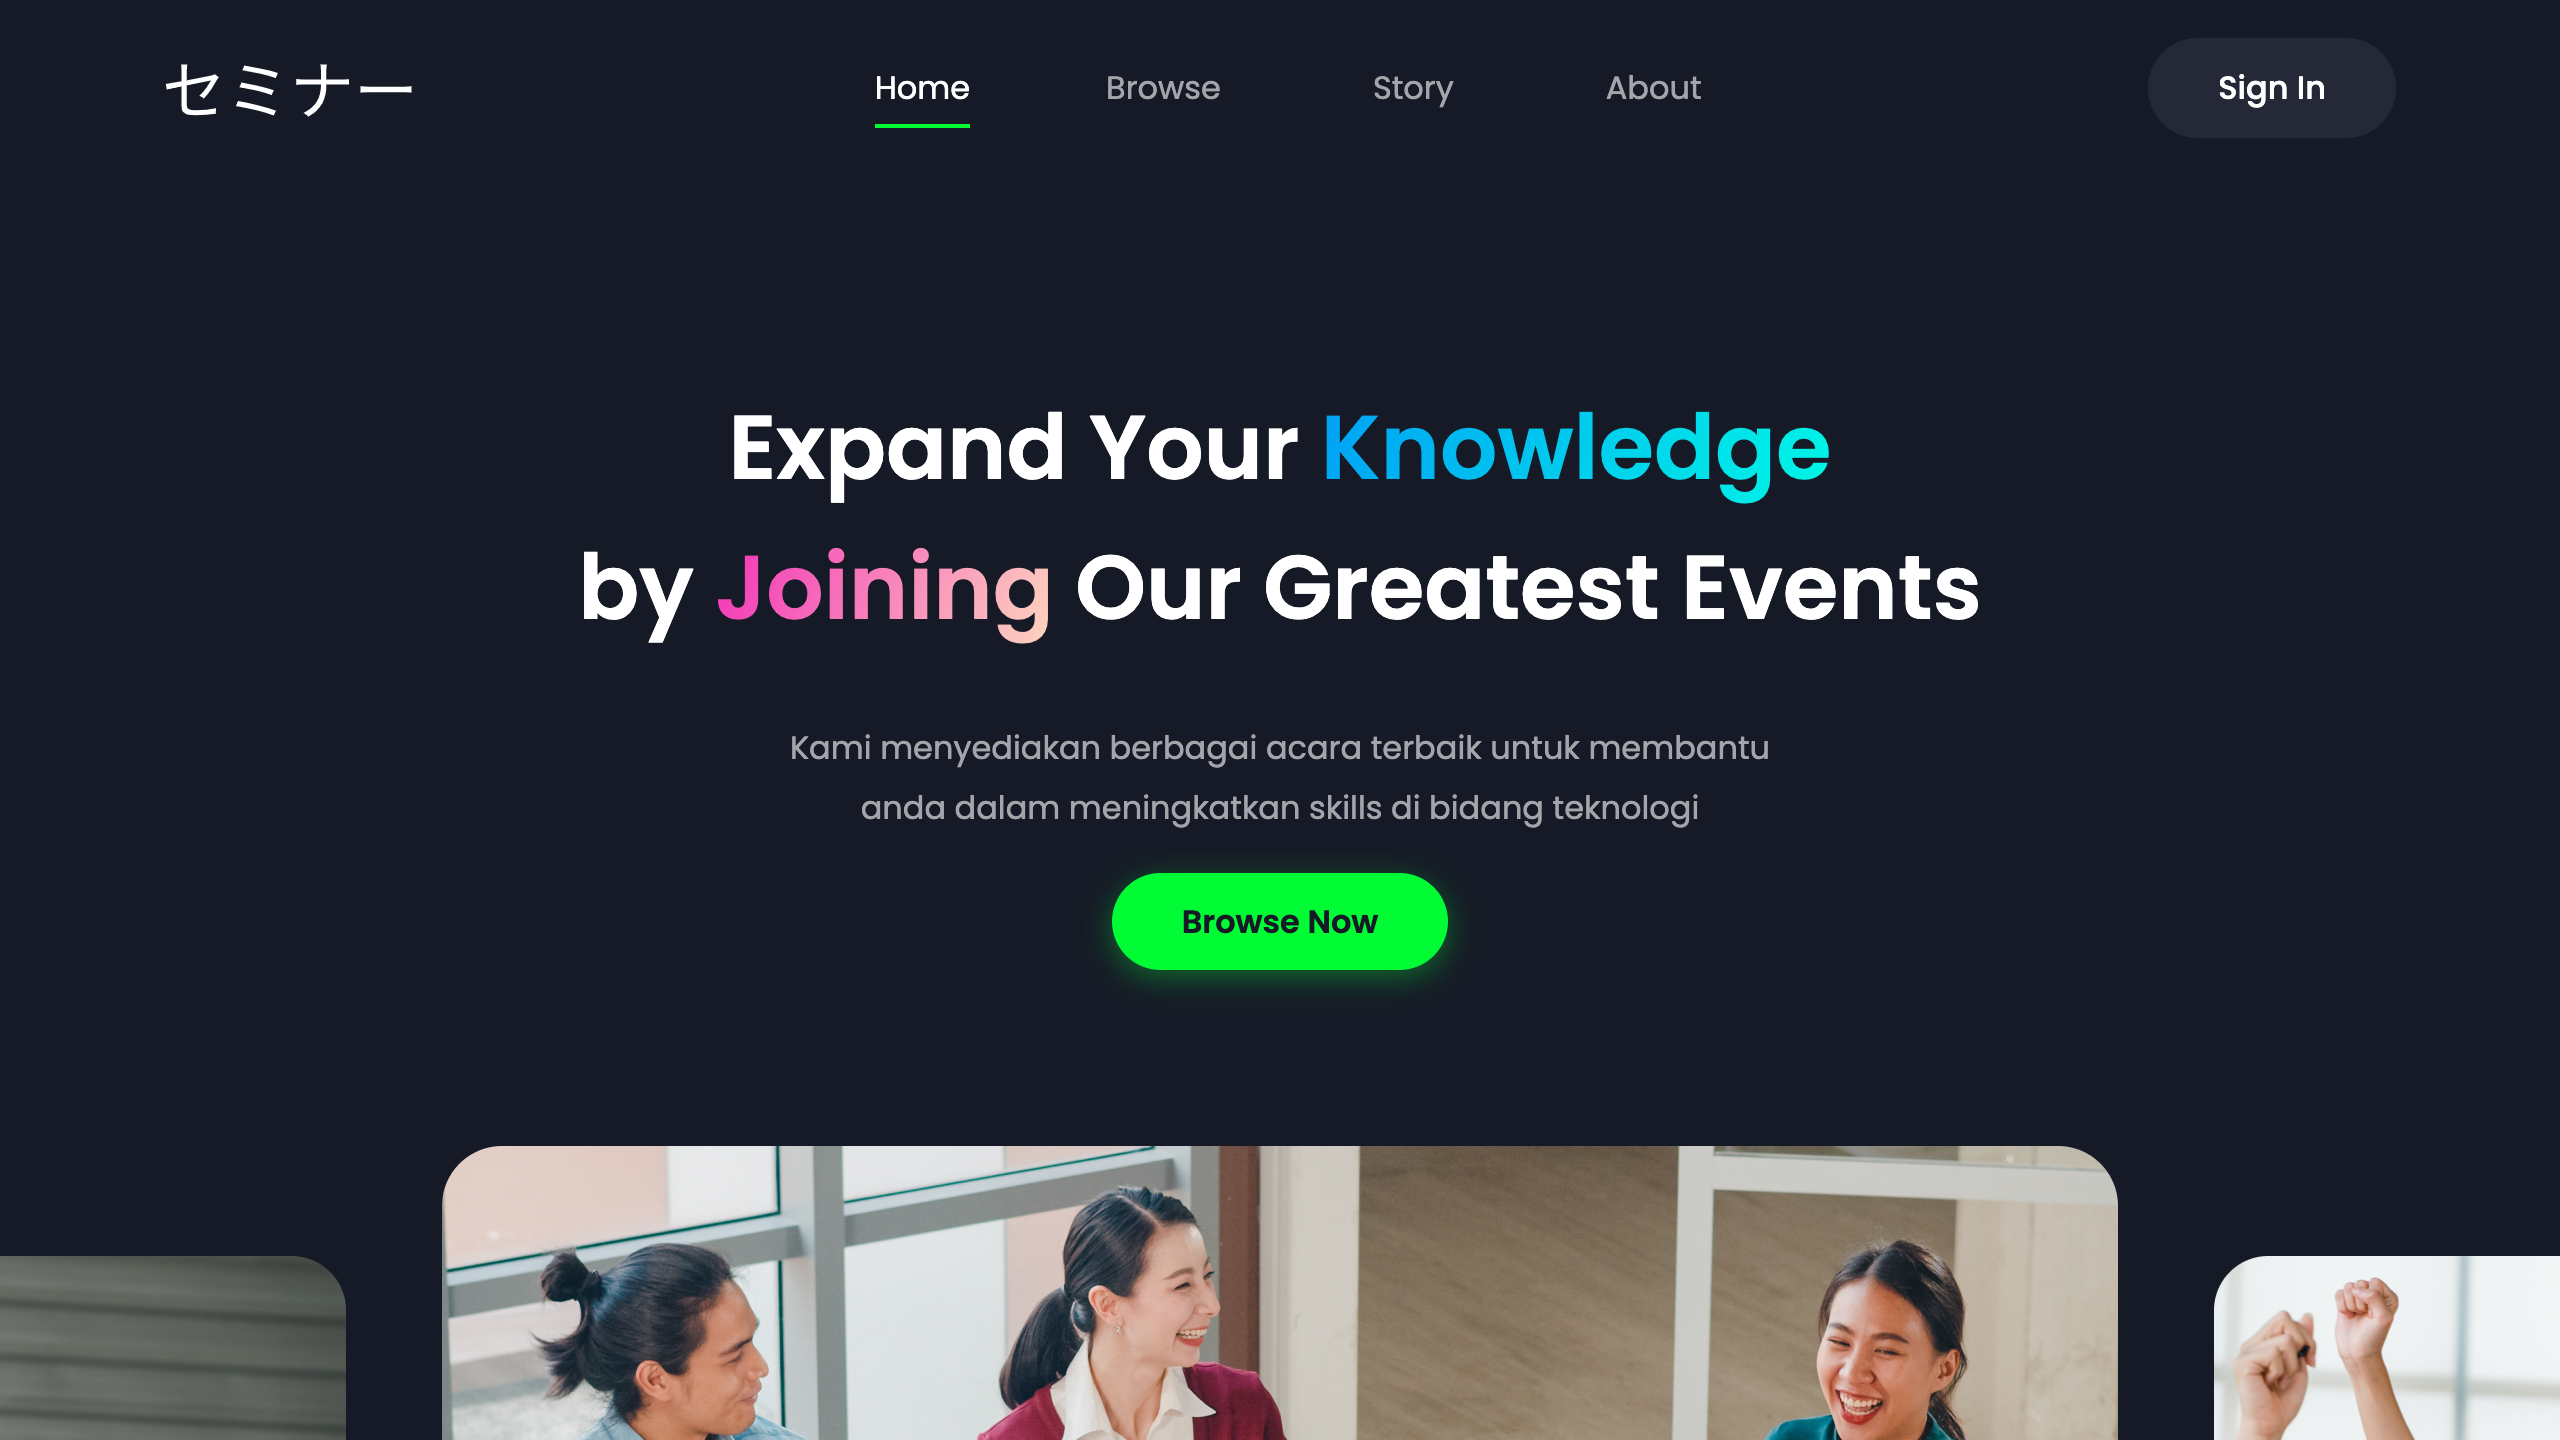 セミナー
Home
Browse
Story
About
Sign In
Expand Your Knowledge
by Joining Our Greatest Events
Kami menyediakan berbagai acara terbaik untuk membantu
anda dalam meningkatkan skills di bidang teknologi
Browse Now